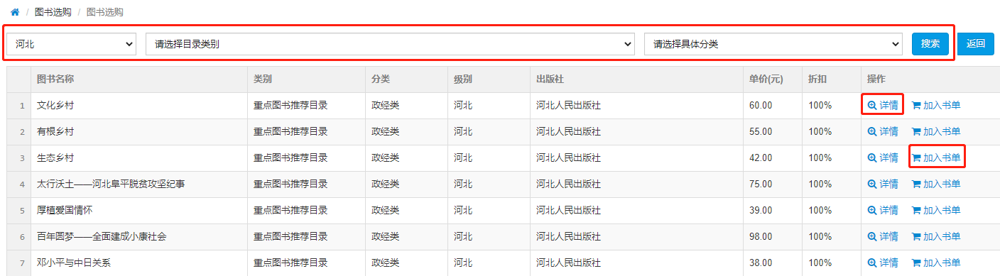 / 图书选购 / 图书选购
河北 请选择目录类别 请选择具体分类 搜索 返回
图书名称 类别 分类 级别 出版社 单价(元) 折扣 操作
1 文化乡村 重点图书推荐目录 政经类 河北 河北人民出版社 60.00 100% 详情 加入书单
2 有根乡村 重点图书推荐目录 政经类 河北 河北人民出版社 55.00 100% 详情 加入书单
3 生态乡村 重点图书推荐目录 政经类 河北 河北人民出版社 42.00 100% 详情 加入书单
4 太行沃土——河北阜平脱贫攻坚纪事 重点图书推荐目录 政经类 河北 河北人民出版社 75.00 100% 详情 加入书单
5 厚植爱国情怀 重点图书推荐目录 政经类 河北 河北人民出版社 39.00 100% 详情 加入书单
6 百年圆梦——全面建成小康社会 重点图书推荐目录 政经类 河北 河北人民出版社 98.00 100% 详情 加入书单
7 邓小平与中日关系 重点图书推荐目录 政经类 河北 河北人民出版社 38.00 100% 详情 加入书单